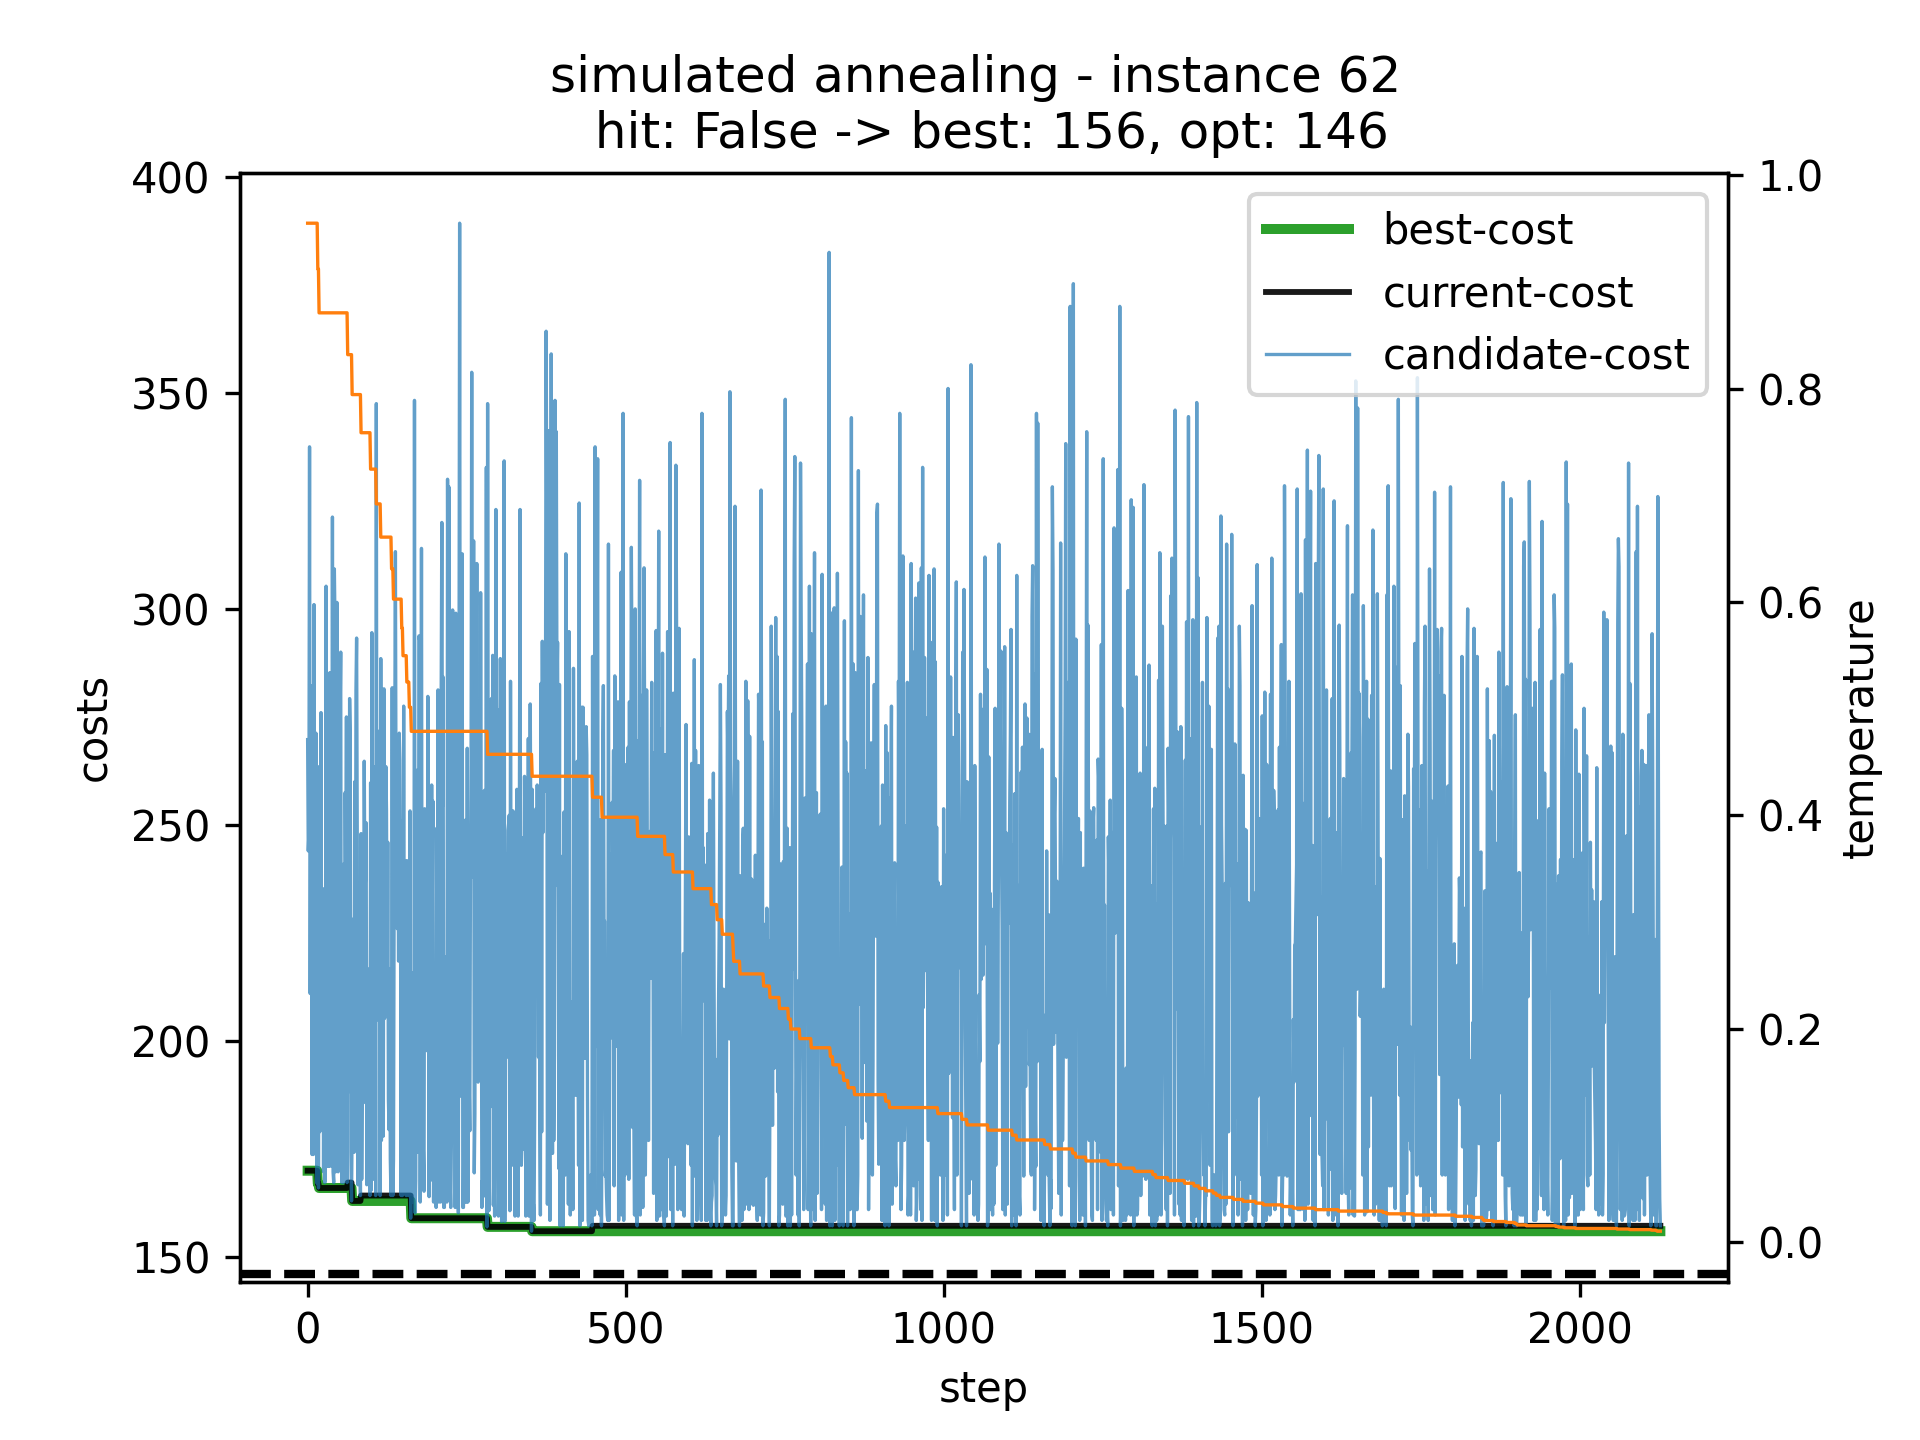 simulated annealing - instance 62
hit: False -> best: 156, opt: 146
400
350
300
250
200
150
costs
1.0
0.8
0.6
0.4
0.2
0.0
temperature
best-cost
current-cost
candidate-cost
0
500
1000
1500
2000
step